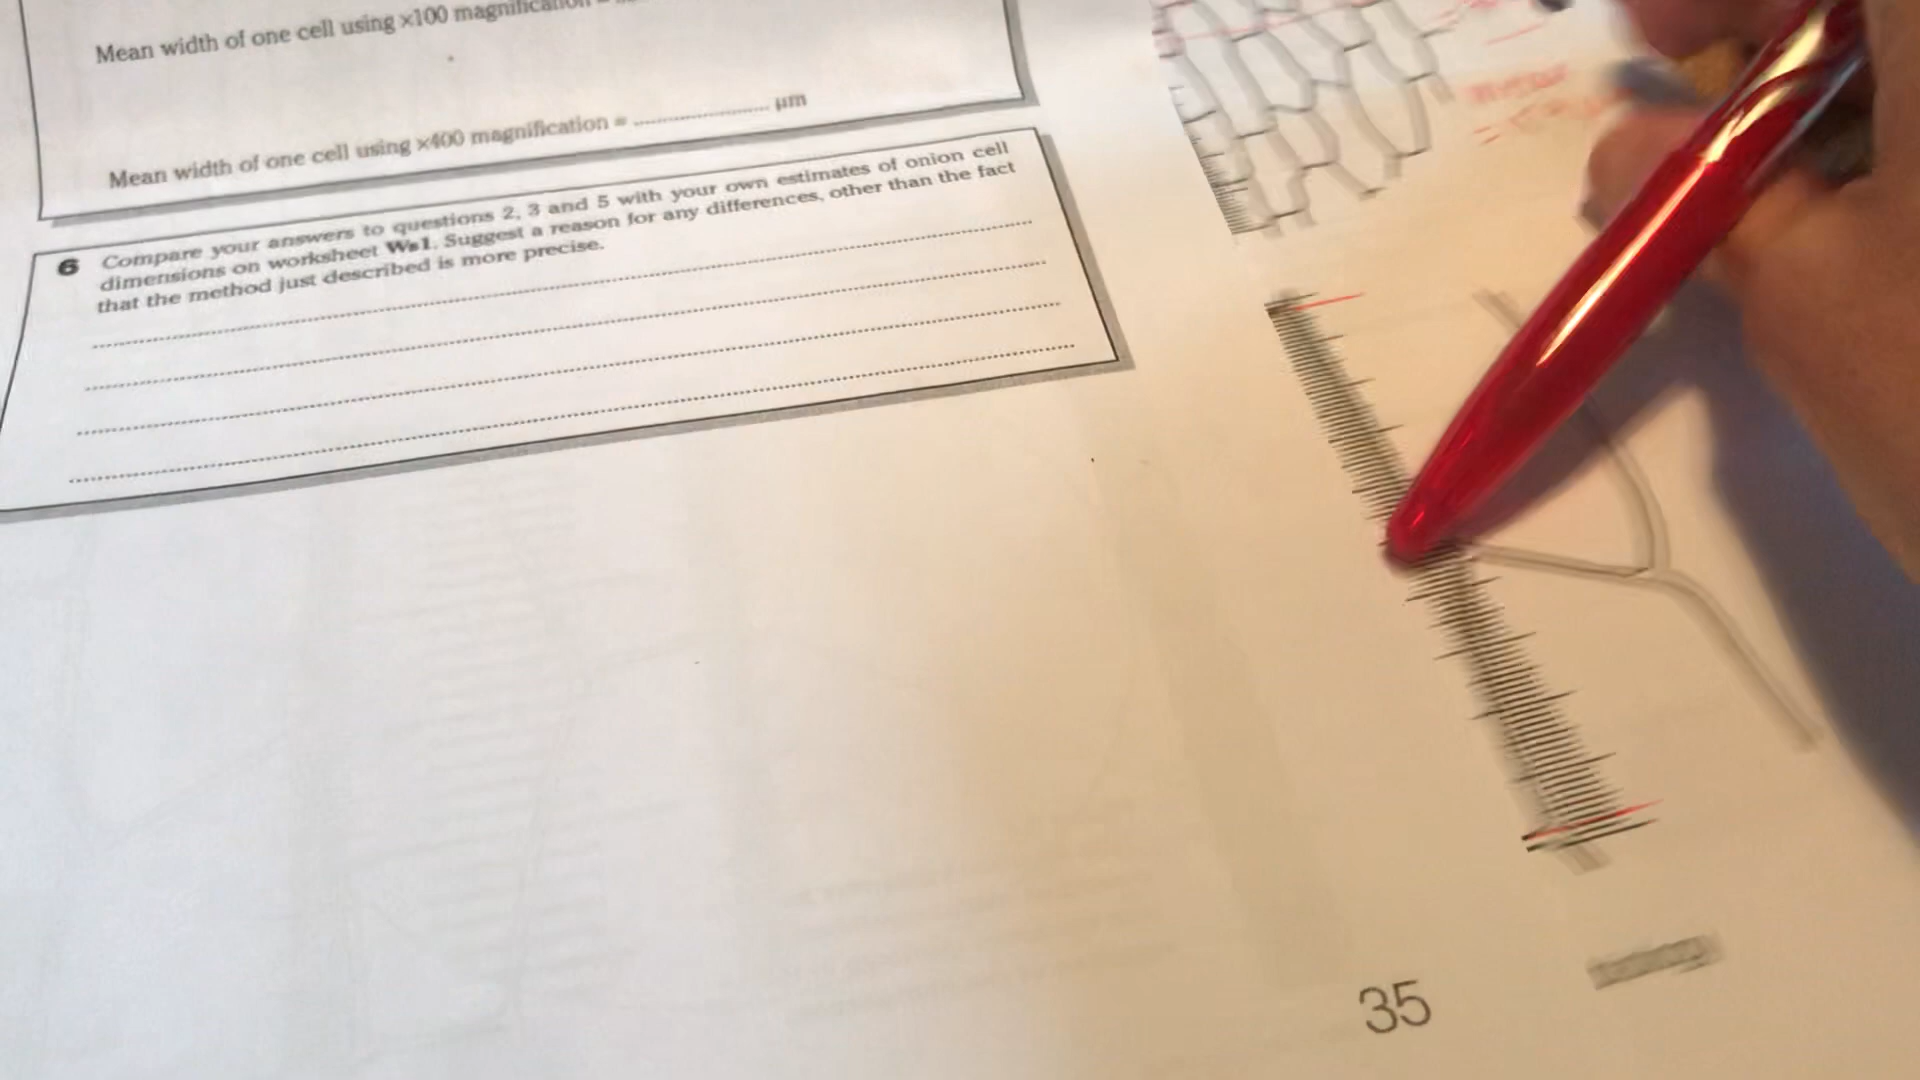 Mean width of one cell using ×100 magnification =
Mean width of one cell using ×400 magnification = .......................... µm
6 Compare your answers to questions 2, 3 and 5 with your own estimates of onion cell
dimensions on worksheet Ws1. Suggest a reason for any differences, other than the fact
that the method just described is more precise.
35